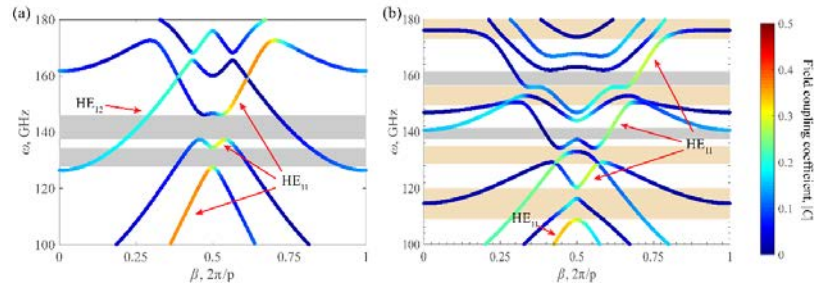 (a)
180
160
140
120
100
ω, GHz
HE₁₂
HE₁₁
0
0.25
0.5
0.75
1
β, 2π/p
(b)
180
160
140
120
100
ω, GHz
HE₁₁
HE₁₁
0
0.25
0.5
0.75
1
β, 2π/p
0.5
0.4
0.3
0.2
0.1
0
Field coupling coefficient, |C|